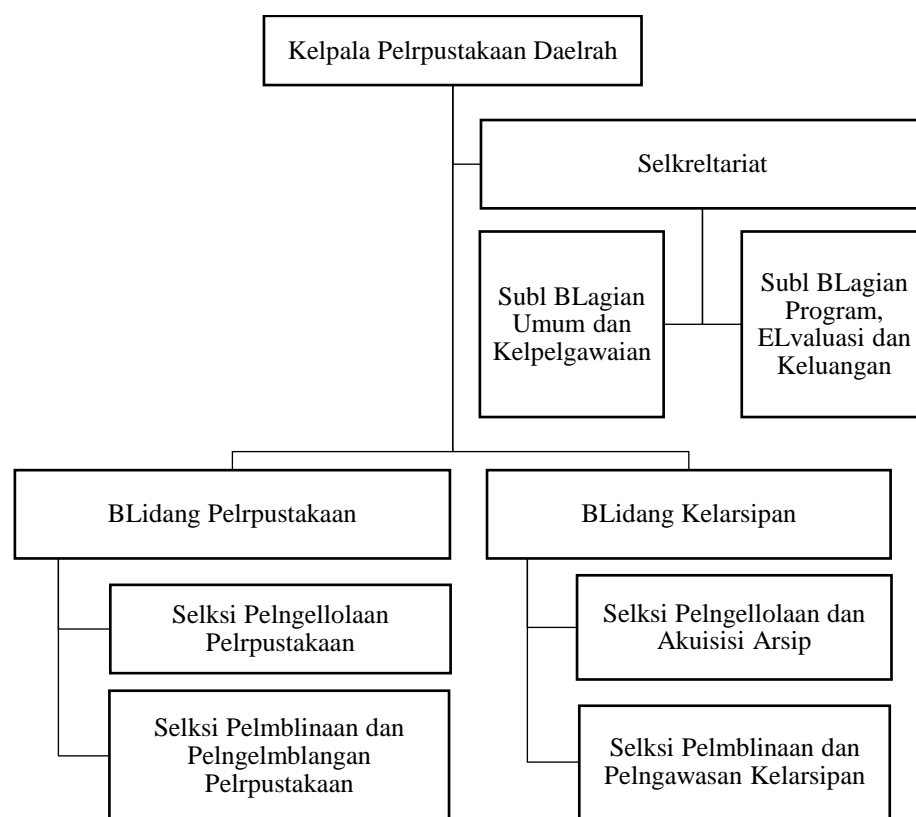 Kelpala Pelrpustakaan Daelrah
Selkreltariat
Subl BLagian
Umum dan
Kelpelgawaian
Subl BLagian
Program,
ELvaluasi dan
Keluangan
BLidang Pelrpustakaan
Selksi Pelngellolaan
Pelrpustakaan
Selksi Pelmblinaan dan
Pelngelmblangan
Pelrpustakaan
BLidang Kelarsipan
Selksi Pelngellolaan dan
Akuisisi Arsip
Selksi Pelmblinaan dan
Pelngawasan Kelarsipan